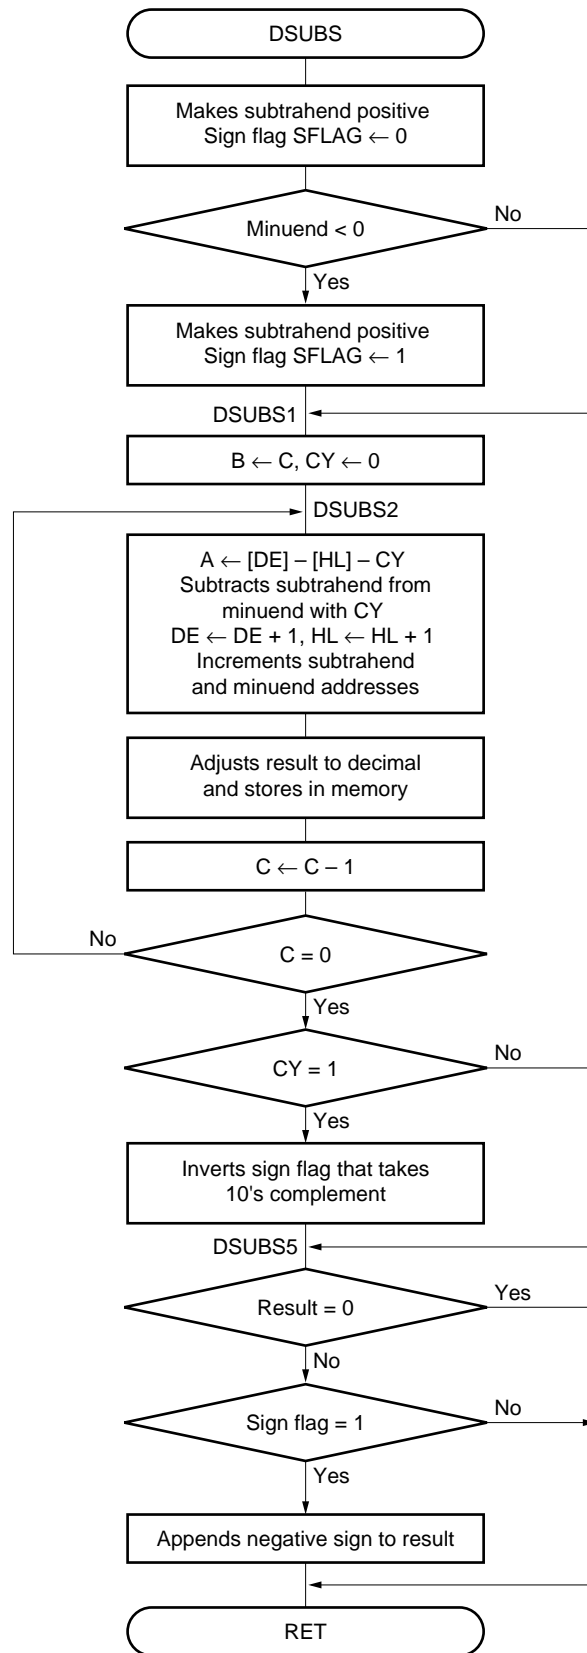 DSUBS
Makes subtrahend positive
Sign flag SFLAG ← 0
Minuend < 0
No
Yes
Makes subtrahend positive
Sign flag SFLAG ← 1
DSUBS1
B ← C, CY ← 0
DSUBS2
A ← [DE] – [HL] – CY
Subtracts subtrahend from
minuend with CY
DE ← DE + 1, HL ← HL + 1
Increments subtrahend
and minuend addresses
Adjusts result to decimal
and stores in memory
C ← C – 1
No
C = 0
Yes
CY = 1
No
Yes
Inverts sign flag that takes
10's complement
DSUBS5
Result = 0
Yes
No
Sign flag = 1
No
Yes
Appends negative sign to result
RET